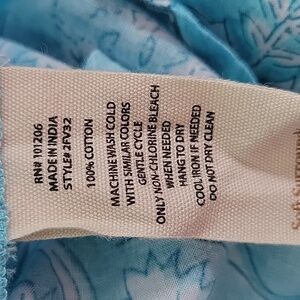 RN# 101206
MADE IN INDIA
STYLE# 2FV32
100% COTTON
MACHINE WASH COLD
WITH SIMILAR COLORS
GENTLE CYCLE
ONLY NON-CHLORINE BLEACH
WHEN NEEDED
HANG TO DRY
COOL IRON IF NEEDED
DO NOT DRY CLEAN